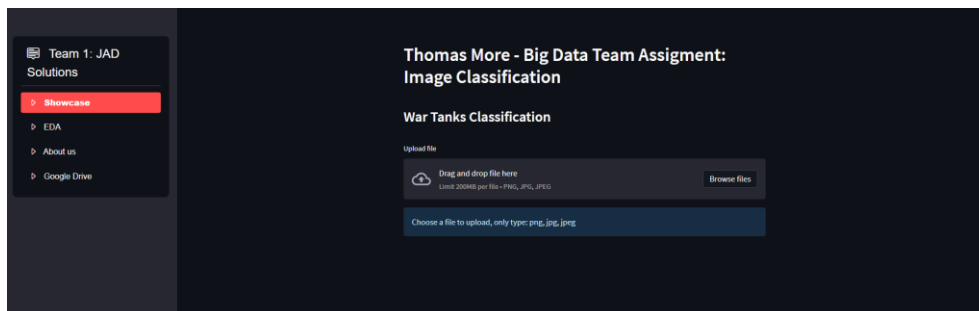 Team 1: JAD
Solutions
Showcase
EDA
About us
Google Drive
Thomas More - Big Data Team Assigment:
Image Classification
War Tanks Classification
Upload file
Drag and drop file here
Limit 200MB per file • PNG, JPG, JPEG
Browse files
Choose a file to upload, only type: png, jpg, jpeg